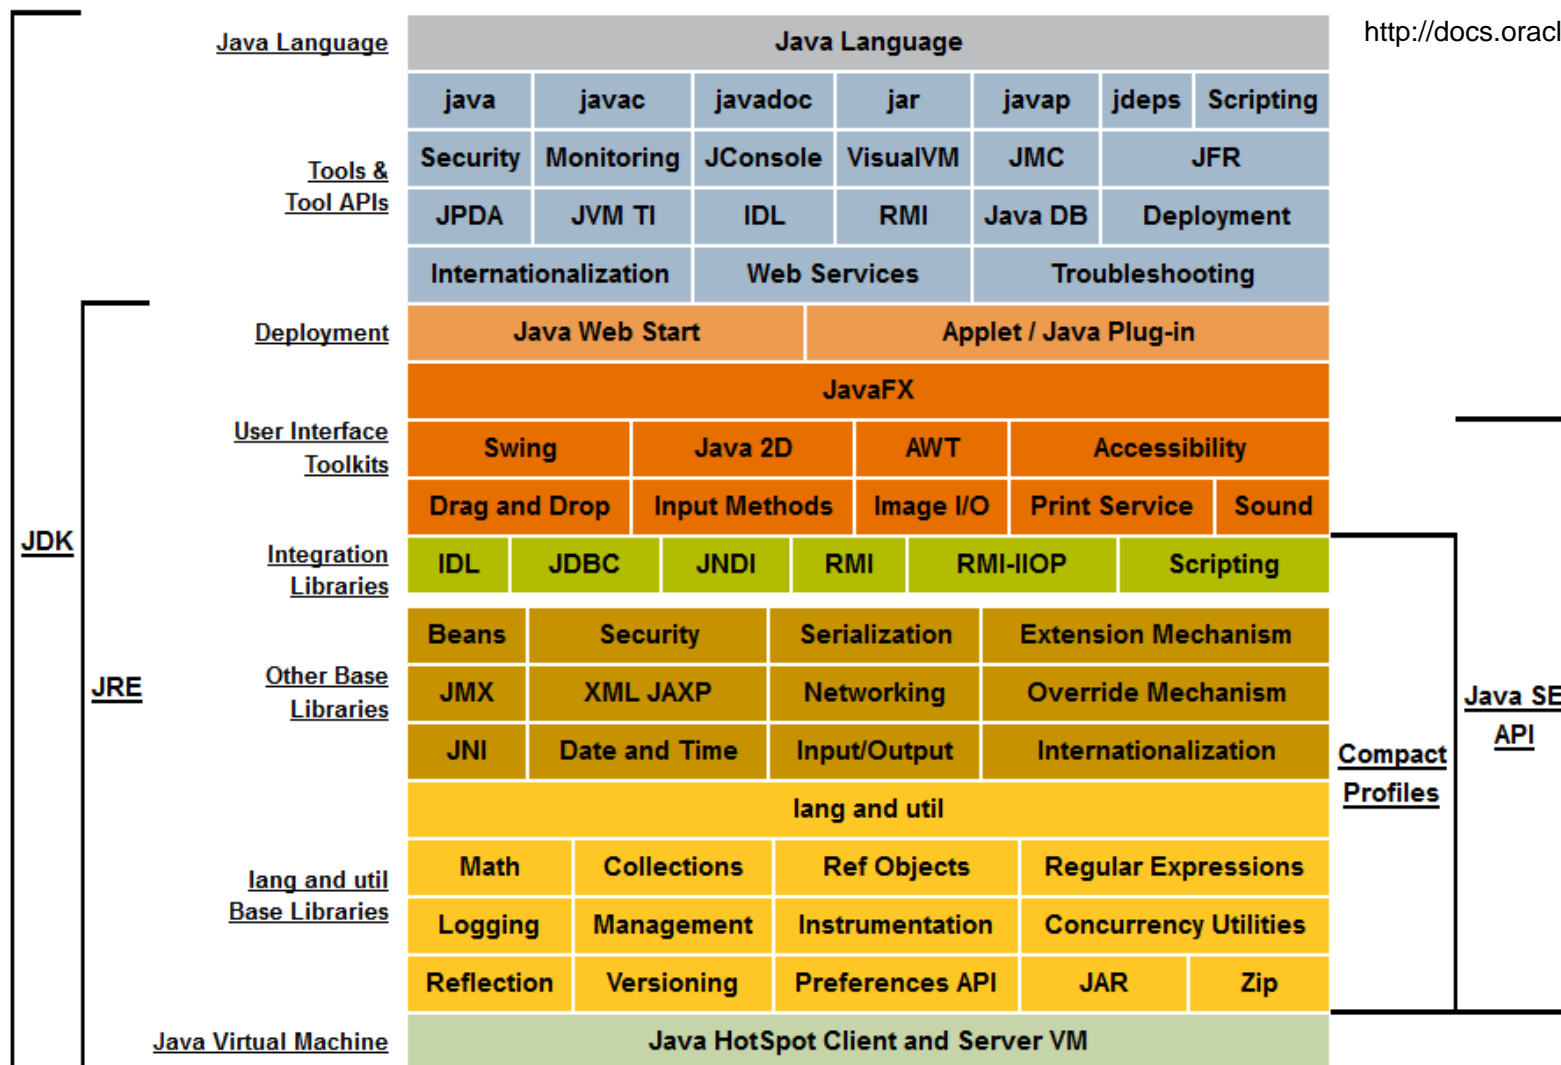 http://docs.oracl
Java Language
Java Language
java javac javadoc jar javap jdeps Scripting
Tools &
Tool APIs
Security Monitoring JConsole VisualVM JMC JFR
JPDA JVM TI IDL RMI Java DB Deployment
Internationalization Web Services Troubleshooting
Deployment
Java Web Start Applet / Java Plug-in
JavaFX
User Interface
Toolkits
Swing Java 2D AWT Accessibility
Drag and Drop Input Methods Image I/O Print Service Sound
JDK
Integration
Libraries
IDL JDBC JNDI RMI RMI-IIOP Scripting
Beans Security Serialization Extension Mechanism
JRE
Other Base
Libraries
JMX XML JAXP Networking Override Mechanism
Java SE
API
JNI Date and Time Input/Output Internationalization
Compact
Profiles
lang and util
Math Collections Ref Objects Regular Expressions
lang and util
Base Libraries
Logging Management Instrumentation Concurrency Utilities
Reflection Versioning Preferences API JAR Zip
Java Virtual Machine
Java HotSpot Client and Server VM